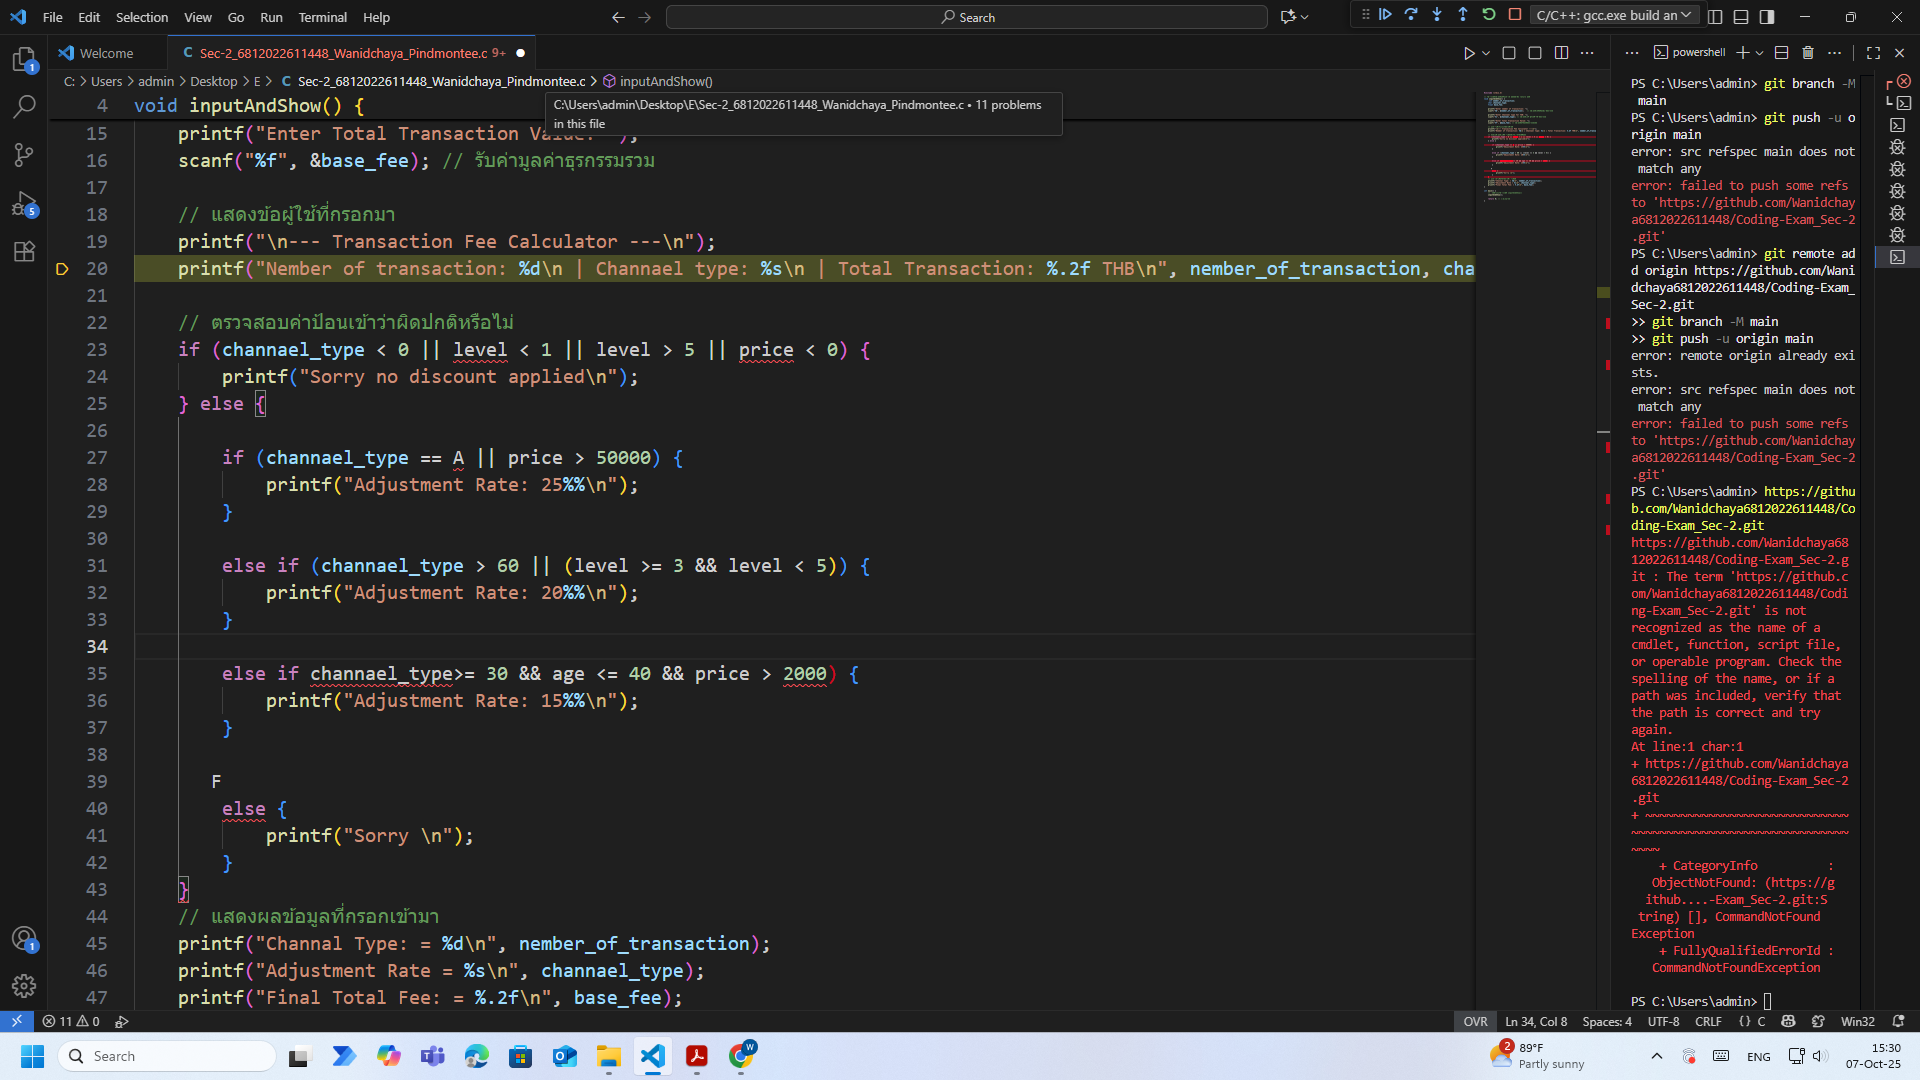 File Edit Selection View Go Run Terminal Help
Search
C/C++: gcc.exe build an
Welcome
C Sec-2_6812022611448_Wanidchaya_Pindmontee.c 9+
powershell
C: > Users > admin > Desktop > E > C Sec-2_6812022611448_Wanidchaya_Pindmontee.c > inputAndShow()
C:\Users\admin\Desktop\E\Sec-2_6812022611448_Wanidchaya_Pindmontee.c • 11 problems
in this file
4 void inputAndShow() {
15 printf("Enter Total Transaction Value: ");
16 scanf("%f", &base_fee); // รับค่ามูลค่าธุรกรรมรวม
17
18 // แสดงข้อผู้ใช้ที่กรอกมา
19 printf("\n--- Transaction Fee Calculator ---\n");
20 printf("Nember of transaction: %d\n | Channael type: %s\n | Total Transaction: %.2f THB\n", nember_of_transaction, cha
21
22 // ตรวจสอบค่าป้อนเข้าว่าผิดปกติหรือไม่
23 if (channael_type < 0 || level < 1 || level > 5 || price < 0) {
24 printf("Sorry no discount applied\n");
25 } else {
26
27 if (channael_type == A || price > 50000) {
28 printf("Adjustment Rate: 25%%\n");
29 }
30
31 else if (channael_type > 60 || (level >= 3 && level < 5)) {
32 printf("Adjustment Rate: 20%%\n");
33 }
34
35 else if channael_type>= 30 && age <= 40 && price > 2000) {
36 printf("Adjustment Rate: 15%%\n");
37 }
38
39 F
40 else {
41 printf("Sorry \n");
42 }
43 }
44 // แสดงผลข้อมูลที่กรอกเข้ามา
45 printf("Channal Type: = %d\n", nember_of_transaction);
46 printf("Adjustment Rate = %s\n", channael_type);
47 printf("Final Total Fee: = %.2f\n", base_fee);
PS C:\Users\admin> git branch -M
main
PS C:\Users\admin> git push -u o
rigin main
error: src refspec main does not
match any
error: failed to push some refs
to 'https://github.com/Wanidchay
a6812022611448/Coding-Exam_Sec-2
.git'
PS C:\Users\admin> git remote ad
d origin https://github.com/Wani
dchaya6812022611448/Coding-Exam_
Sec-2.git
>> git branch -M main
>> git push -u origin main
error: remote origin already exi
sts.
error: src refspec main does not
match any
error: failed to push some refs
to 'https://github.com/Wanidchay
a6812022611448/Coding-Exam_Sec-2
.git'
PS C:\Users\admin> https://githu
b.com/Wanidchaya6812022611448/Co
ding-Exam_Sec-2.git
https://github.com/Wanidchaya68
12022611448/Coding-Exam_Sec-2.g
it : The term 'https://github.c
om/Wanidchaya6812022611448/Codi
ng-Exam_Sec-2.git' is not
recognized as the name of a
cmdlet, function, script file,
or operable program. Check the
spelling of the name, or if a
path was included, verify that
the path is correct and try
again.
At line:1 char:1
+ https://github.com/Wanidchaya
6812022611448/Coding-Exam_Sec-2
.git
+ ~~~~~~~~~~~~~~~~~~~~~~~~~~~~~
~~~~~~~~~~~~~~~~~~~~~~~~~~~~~~~
~~~~
+ CategoryInfo :
ObjectNotFound: (https://g
ithub....-Exam_Sec-2.git:S
tring) [], CommandNotFound
Exception
+ FullyQualifiedErrorId :
CommandNotFoundException
PS C:\Users\admin>
1
5
1
11 0
OVR Ln 34, Col 8 Spaces: 4 UTF-8 CRLF {} C Win32
Search
W
2
89°F
Partly sunny
ENG
15:30
07-Oct-25